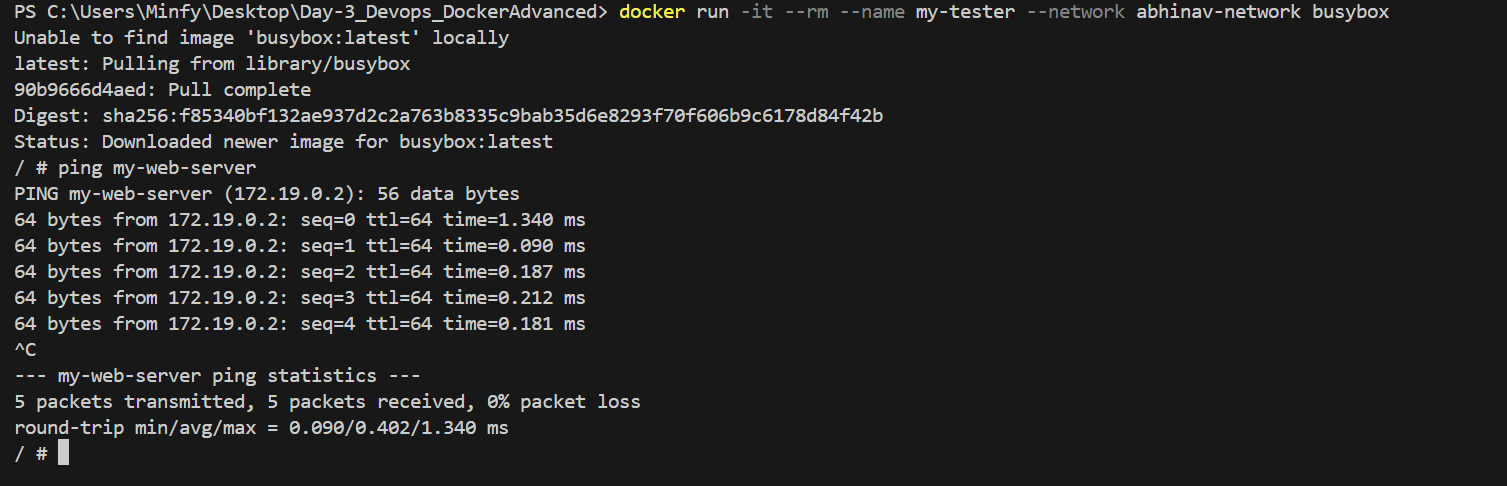 PS C:\Users\Minfy\Desktop\Day-3_Devops_DockerAdvanced> docker run -it --rm --name my-tester --network abhinav-network busybox
Unable to find image 'busybox:latest' locally
latest: Pulling from library/busybox
90b9666d4aed: Pull complete
Digest: sha256:f85340bf132ae937d2c2a763b8335c9bab35d6e8293f70f606b9c6178d84f42b
Status: Downloaded newer image for busybox:latest
/ # ping my-web-server
PING my-web-server (172.19.0.2): 56 data bytes
64 bytes from 172.19.0.2: seq=0 ttl=64 time=1.340 ms
64 bytes from 172.19.0.2: seq=1 ttl=64 time=0.090 ms
64 bytes from 172.19.0.2: seq=2 ttl=64 time=0.187 ms
64 bytes from 172.19.0.2: seq=3 ttl=64 time=0.212 ms
64 bytes from 172.19.0.2: seq=4 ttl=64 time=0.181 ms
^C
--- my-web-server ping statistics ---
5 packets transmitted, 5 packets received, 0% packet loss
round-trip min/avg/max = 0.090/0.402/1.340 ms
/ #